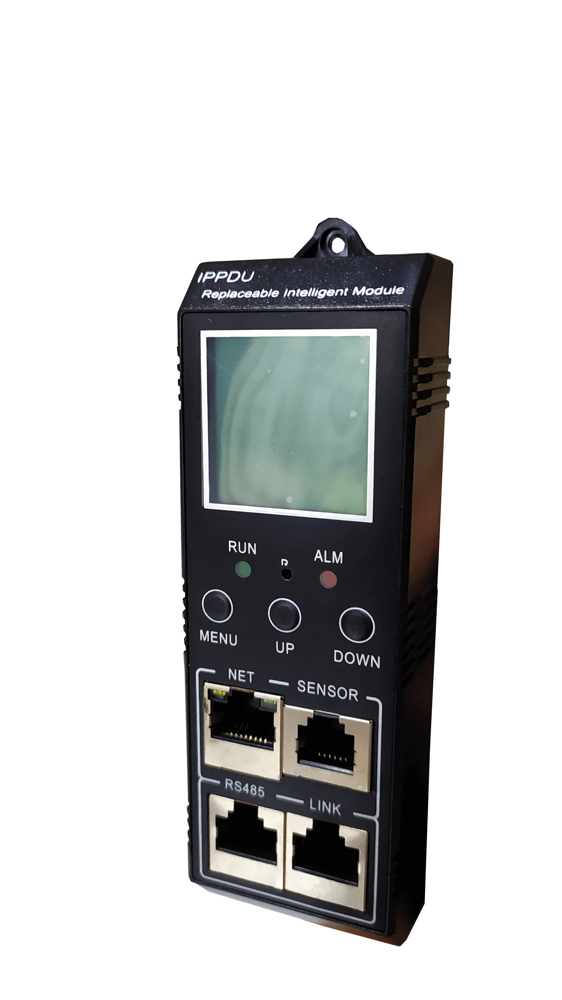 IPPDU
Replaceable Intelligent Module
RUN
R
ALM
MENU
UP
DOWN
NET
SENSOR
RS485
LINK